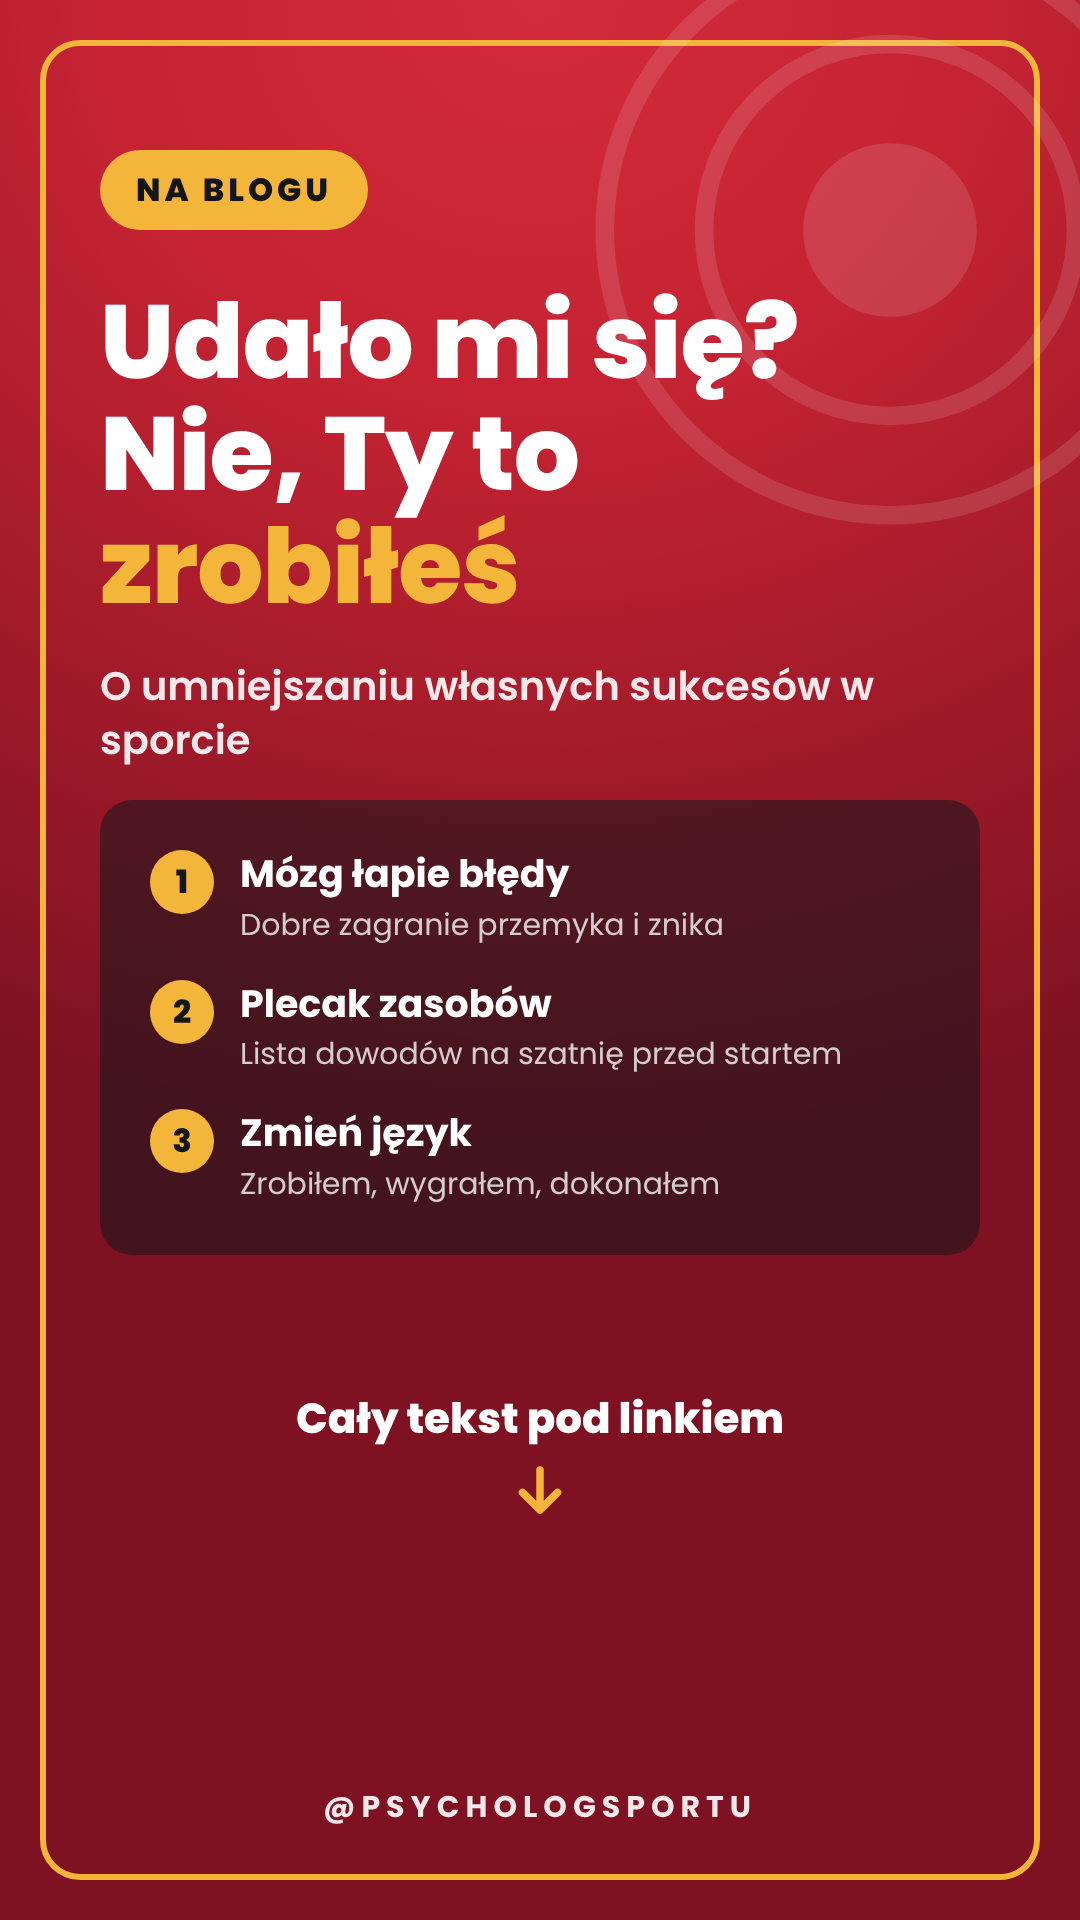 NA BLOGU
Udało mi się?
Nie, Ty to
zrobiłeś
O umniejszaniu własnych sukcesów w
sporcie
1
Mózg łapie błędy
Dobre zagranie przemyka i znika
2
Plecak zasobów
Lista dowodów na szatnię przed startem
3
Zmień język
Zrobiłem, wygrałem, dokonałem
Cały tekst pod linkiem
@PSYCHOLOGSPORTU